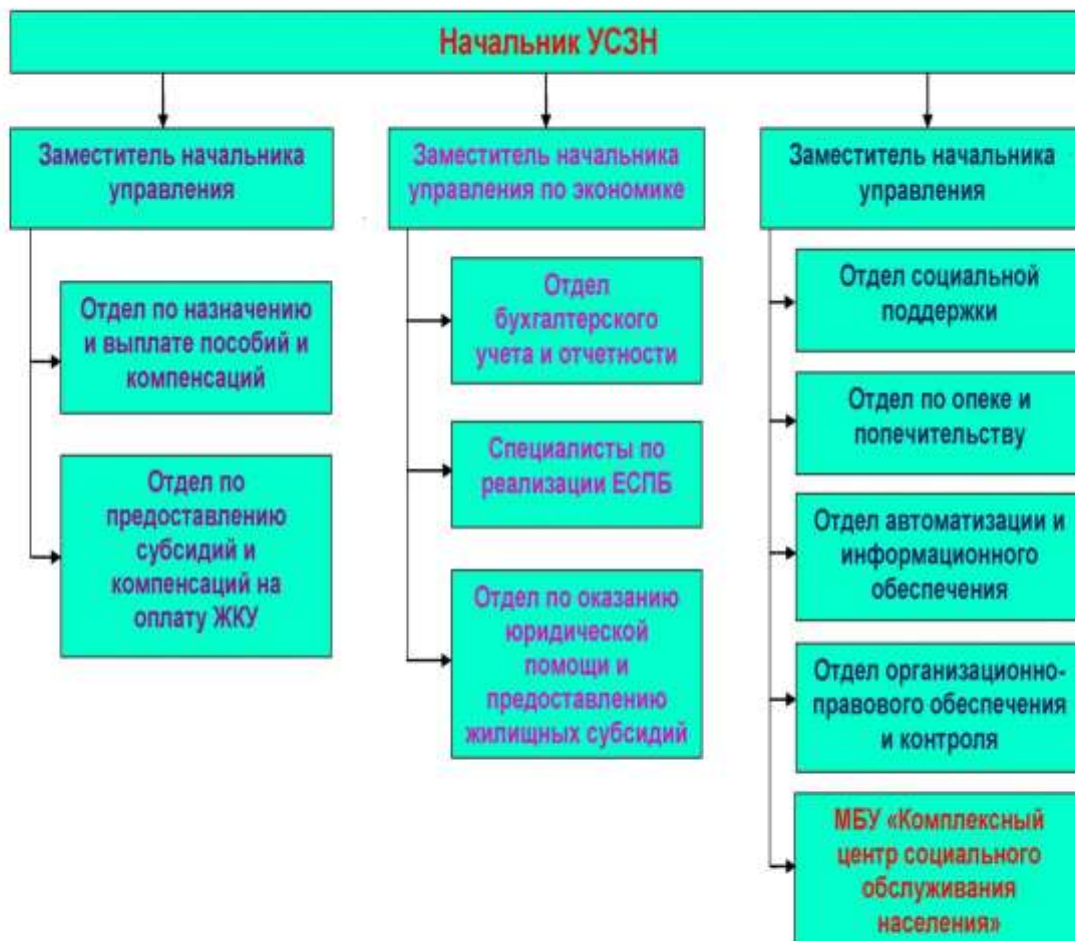 Начальник УСЗН
Заместитель начальника
управления
Отдел по назначению
и выплате пособий и
компенсаций
Отдел по
предоставлению
субсидий и
компенсаций на
оплату ЖКУ
Заместитель начальника
управления по экономике
Отдел
бухгалтерского
учета и отчетности
Специалисты по
реализации ЕСПБ
Отдел по оказанию
юридической
помощи и
предоставлению
жилищных субсидий
Заместитель начальника
управления
Отдел социальной
поддержки
Отдел по опеке и
попечительству
Отдел автоматизации и
информационного
обеспечения
Отдел организационно-
правового обеспечения
и контроля
МБУ «Комплексный
центр социального
обслуживания
населения»